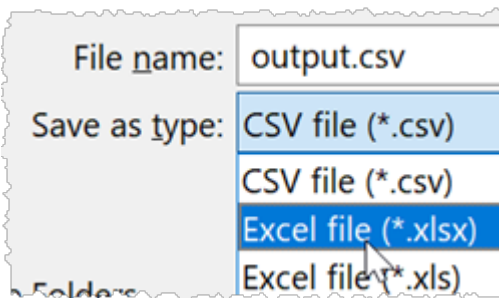 File name: output.csv
Save as type: CSV file (*.csv)
CSV file (*.csv)
Excel file (*.xlsx)
Excel file (*.xls)
Folders